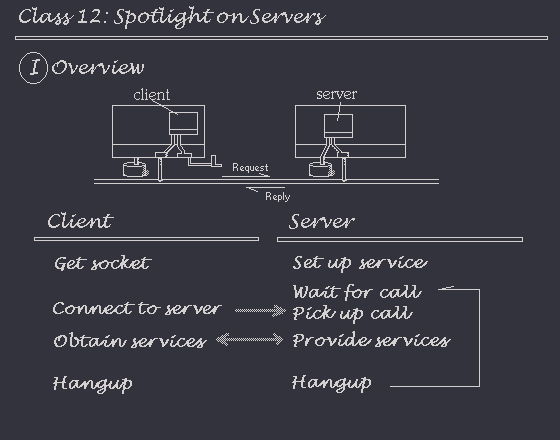 Class 12: Spotlight on Servers
I Overview
client
server
Request
Reply
Client
Server
Get socket
Set up service
Wait for call
Connect to server
Pick up call
Obtain services
Provide services
Hangup
Hangup